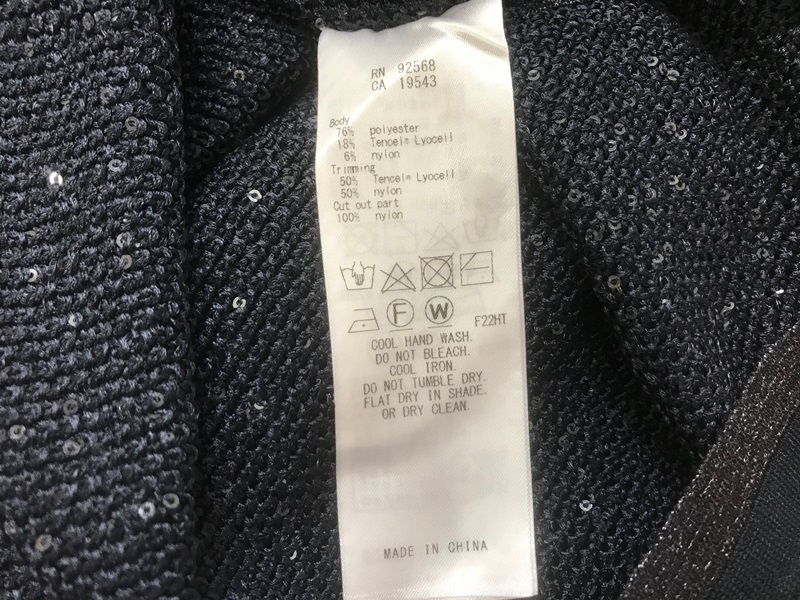 RN 92568
CA 19543
Body
76% polyester
18% Tencel® Lyocell
6% nylon
Trimming
50% Tencel® Lyocell
50% nylon
Cut out part
100% nylon
F W F22HT
COOL HAND WASH.
DO NOT BLEACH.
COOL IRON.
DO NOT TUMBLE DRY.
FLAT DRY IN SHADE.
OR DRY CLEAN.
MADE IN CHINA